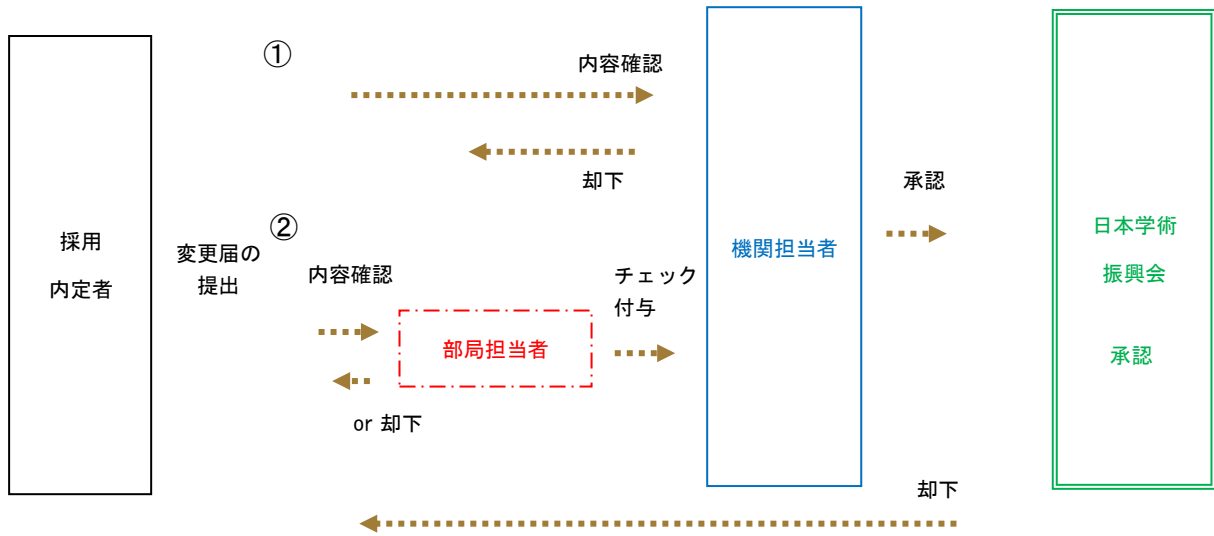 ①
内容確認
却下
承認
採用
内定者
変更届の
提出
②
内容確認
部局担当者
or 却下
チェック
付与
機関担当者
日本学術
振興会
承認
却下